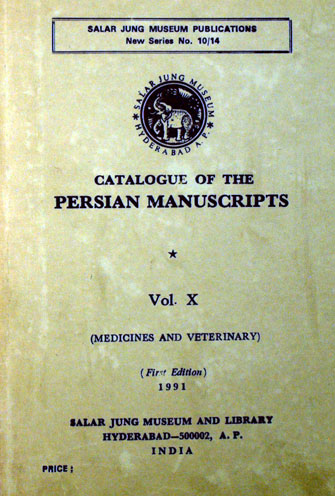 SALAR JUNG MUSEUM PUBLICATIONS
New Series No. 10/14
★ SALAR JUNG MUSEUM ★
HYDERABAD A. P.
CATALOGUE OF THE
PERSIAN MANUSCRIPTS
★
Vol. X
(MEDICINES AND VETERINARY)
(First Edition)
1991
SALAR JUNG MUSEUM AND LIBRARY
HYDERABAD—500002, A. P.
INDIA
PRICE :